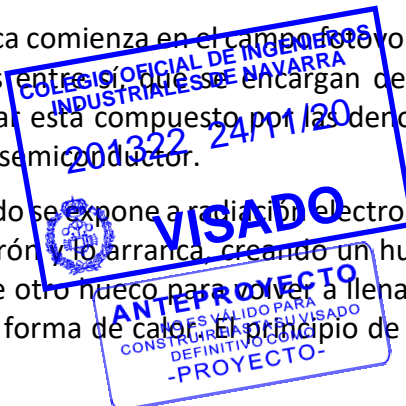 ca comienza en el campo fotovo
s entre sí, que se encargan de
ar está compuesto por las deno
semiconductor.
do se expone a radiación electro
rón y lo arranca, creando un hu
e otro hueco para volver a llena
forma de calor. El principio de
COLEGIO OFICIAL DE INGENIEROS
INDUSTRIALES DE NAVARRA
201322 24/11/20
VISADO
ANTEPROYECTO
NO ES VÁLIDO PARA
CONSTRUIR HASTA SU VISADO
DEFINITIVO COMO
-PROYECTO-